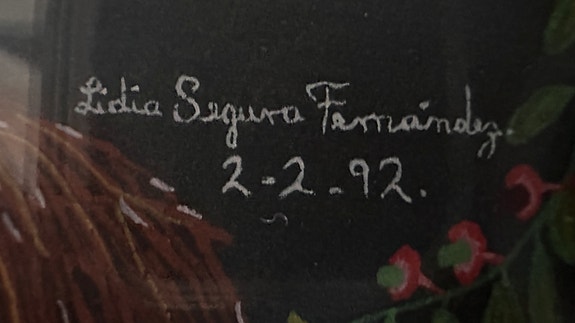 Lidia Segura Fernández.
2-2-92.